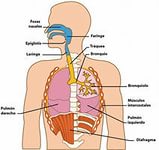 Fosas
nasales
Faringe
Epiglotis
Laringe
Tráquea
Bronquio
Bronquiolo
Músculos
intercostales
Pulmón
derecho
Pulmón
izquierdo
Diafragma